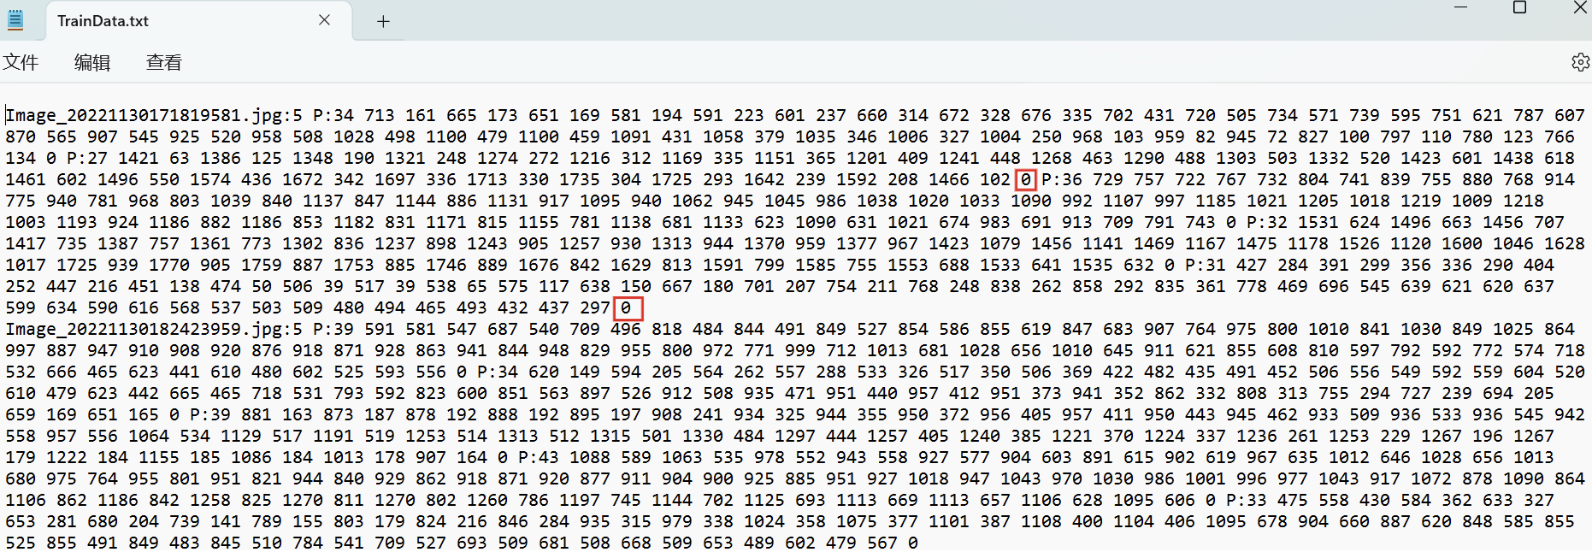 TrainData.txt
文件 编辑 查看
Image_20221130171819581.jpg:5 P:34 713 161 665 173 651 169 581 194 591 223 601 237 660 314 672 328 676 335 702 431 720 505 734 571 739 595 751 621 787 607
870 565 907 545 925 520 958 508 1028 498 1100 479 1100 459 1091 431 1058 379 1035 346 1006 327 1004 250 968 103 959 82 945 72 827 100 797 110 780 123 766
134 0 P:27 1421 63 1386 125 1348 190 1321 248 1274 272 1216 312 1169 335 1151 365 1201 409 1241 448 1268 463 1290 488 1303 503 1332 520 1423 601 1438 618
1461 602 1496 550 1574 436 1672 342 1697 336 1713 330 1735 304 1725 293 1642 239 1592 208 1466 102 0 P:36 729 757 722 767 732 804 741 839 755 880 768 914
775 940 781 968 803 1039 840 1137 847 1144 886 1131 917 1095 940 1062 945 1045 986 1038 1020 1033 1090 992 1107 997 1185 1021 1205 1018 1219 1009 1218
1003 1193 924 1186 882 1186 853 1182 831 1171 815 1155 781 1138 681 1133 623 1090 631 1021 674 983 691 913 709 791 743 0 P:32 1531 624 1496 663 1456 707
1417 735 1387 757 1361 773 1302 836 1237 898 1243 905 1257 930 1313 944 1370 959 1377 967 1423 1079 1456 1141 1469 1167 1475 1178 1526 1120 1600 1046 1628
1017 1725 939 1770 905 1759 887 1753 885 1746 889 1676 842 1629 813 1591 799 1585 755 1553 688 1533 641 1535 632 0 P:31 427 284 391 299 356 336 290 404
252 447 216 451 138 474 50 506 39 517 39 538 65 575 117 638 150 667 180 701 207 754 211 768 248 838 262 858 292 835 361 778 469 696 545 639 621 620 637
599 634 590 616 568 537 503 509 480 494 465 493 432 437 297 0
Image_20221130182423959.jpg:5 P:39 591 581 547 687 540 709 496 818 484 844 491 849 527 854 586 855 619 847 683 907 764 975 800 1010 841 1030 849 1025 864
997 887 947 910 908 920 876 918 871 928 863 941 844 948 829 955 800 972 771 999 712 1013 681 1028 656 1010 645 911 621 855 608 810 597 792 592 772 574 718
532 666 465 623 441 610 480 602 525 593 556 0 P:34 620 149 594 205 564 262 557 288 533 326 517 350 506 369 422 482 435 491 452 506 556 549 592 559 604 520
610 479 623 442 665 465 718 531 793 592 823 600 851 563 897 526 912 508 935 471 951 440 957 412 951 373 941 352 862 332 808 313 755 294 727 239 694 205
659 169 651 165 0 P:39 881 163 873 187 878 192 888 192 895 197 908 241 934 325 944 355 950 372 956 405 957 411 950 443 945 462 933 509 936 533 936 545 942
558 957 556 1064 534 1129 517 1191 519 1253 514 1313 512 1315 501 1330 484 1297 444 1257 405 1240 385 1221 370 1224 337 1236 261 1253 229 1267 196 1267
179 1222 184 1155 185 1086 184 1013 178 907 164 0 P:43 1088 589 1063 535 978 552 943 558 927 577 904 603 891 615 902 619 967 635 1012 646 1028 656 1013
680 975 764 955 801 951 821 944 840 929 862 918 871 920 877 911 904 900 925 885 951 927 1018 947 1043 970 1030 986 1001 996 977 1043 917 1072 878 1090 864
1106 862 1186 842 1258 825 1270 811 1270 802 1260 786 1197 745 1144 702 1125 693 1113 669 1113 657 1106 628 1095 606 0 P:33 475 558 430 584 362 633 327
653 281 680 204 739 141 789 155 803 179 824 216 846 284 935 315 979 338 1024 358 1075 377 1101 387 1108 400 1104 406 1095 678 904 660 887 620 848 585 855
525 855 491 849 483 845 510 784 541 709 527 693 509 681 508 668 509 653 489 602 479 567 0